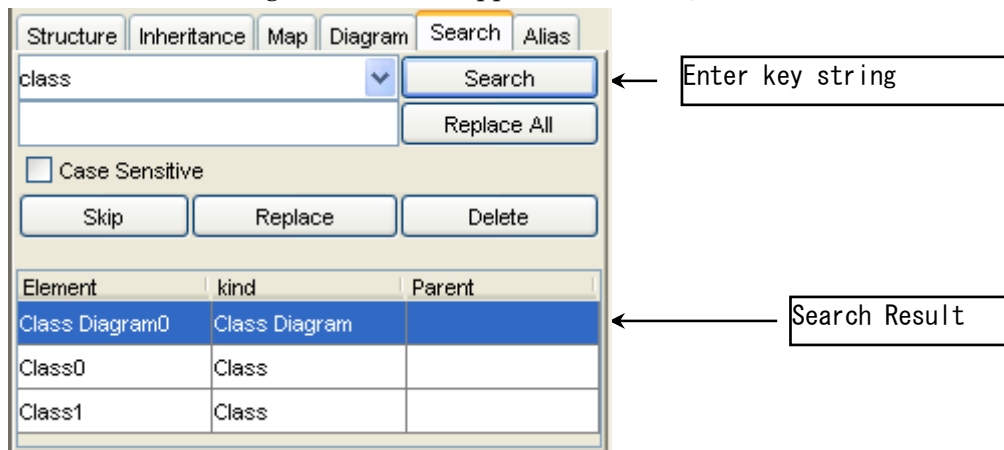 Structure Inheritance Map Diagram Search Alias
class Search Enter key string
Replace All
Case Sensitive
Skip Replace Delete
Element kind Parent
Class Diagram0 Class Diagram Search Result
Class0 Class
Class1 Class